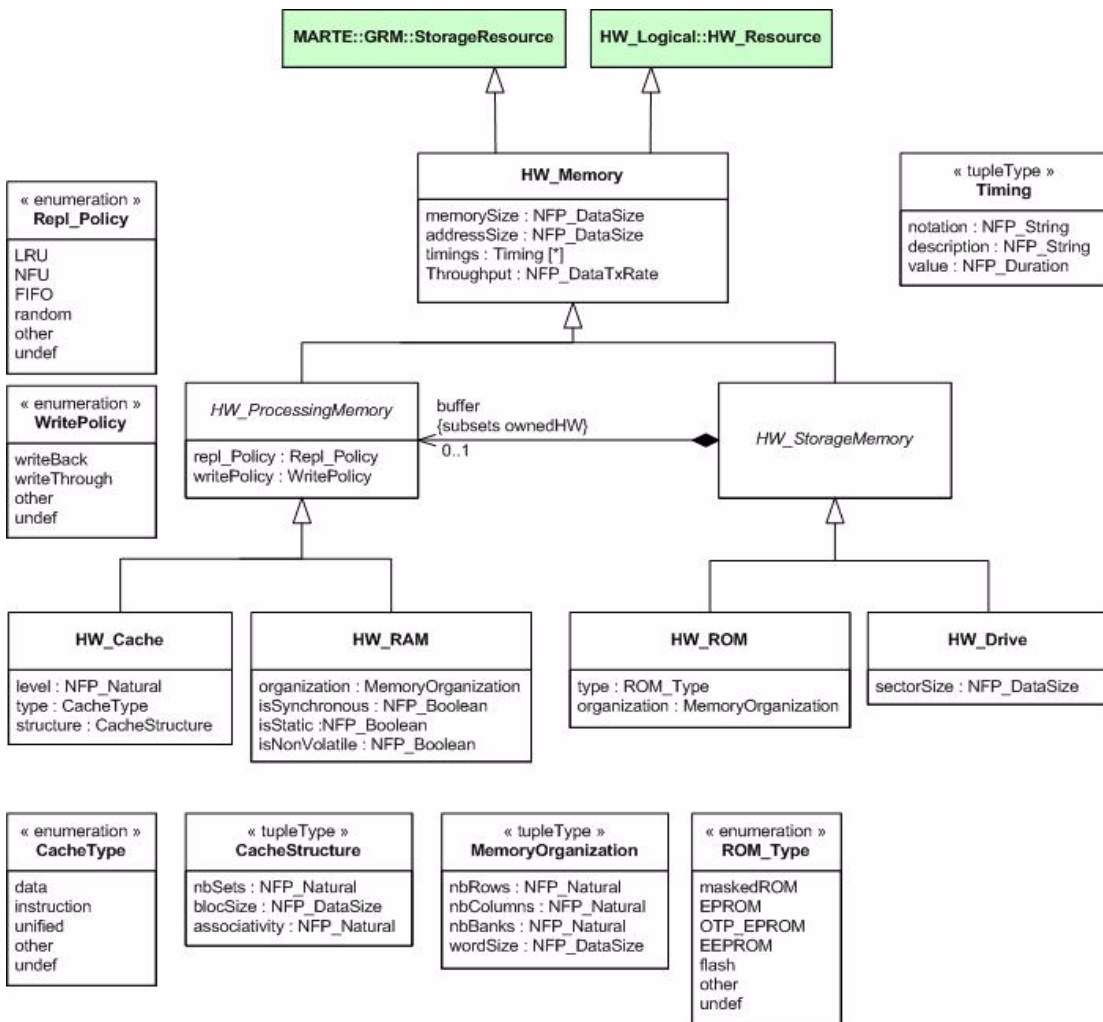 MARTE::GRM::StorageResource
HW_Logical::HW_Resource
HW_Memory
memorySize : NFP_DataSize
addressSize : NFP_DataSize
timings : Timing [*]
Throughput : NFP_DataTxRate
« tupleType »
Timing
notation : NFP_String
description : NFP_String
value : NFP_Duration
« enumeration »
Repl_Policy
LRU
NFU
FIFO
random
other
undef
« enumeration »
WritePolicy
writeBack
writeThrough
other
undef
HW_ProcessingMemory
repl_Policy : Repl_Policy
writePolicy : WritePolicy
buffer
{subsets ownedHW}
0..1
HW_StorageMemory
HW_Cache
level : NFP_Natural
type : CacheType
structure : CacheStructure
HW_RAM
organization : MemoryOrganization
isSynchronous : NFP_Boolean
isStatic :NFP_Boolean
isNonVolatile : NFP_Boolean
HW_ROM
type : ROM_Type
organization : MemoryOrganization
HW_Drive
sectorSize : NFP_DataSize
« enumeration »
CacheType
data
instruction
unified
other
undef
« tupleType »
CacheStructure
nbSets : NFP_Natural
blocSize : NFP_DataSize
associativity : NFP_Natural
« tupleType »
MemoryOrganization
nbRows : NFP_Natural
nbColumns : NFP_Natural
nbBanks : NFP_Natural
wordSize : NFP_DataSize
« enumeration »
ROM_Type
maskedROM
EPROM
OTP_EPROM
EEPROM
flash
other
undef